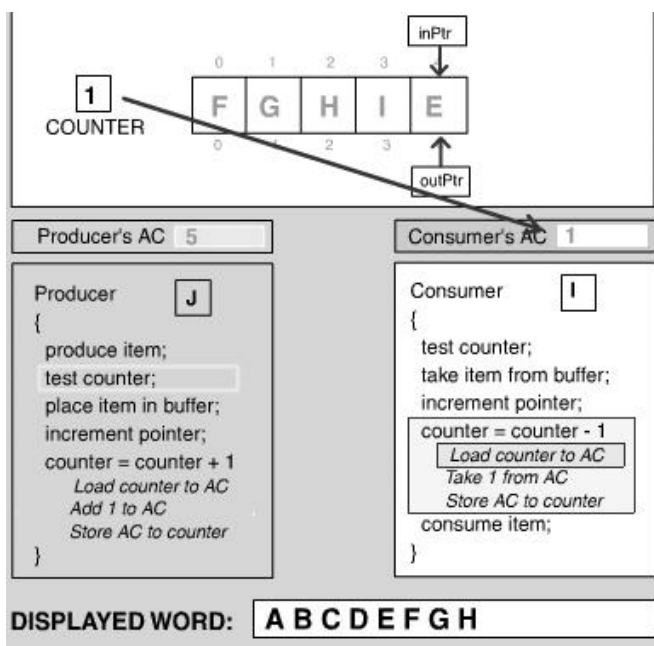 inPtr
0 1 2 3
1
COUNTER
F G H I E
0 1 2 3
outPtr
Producer's AC 5
Consumer's AC 1
Producer J
{
produce item;
test counter;
place item in buffer;
increment pointer;
counter = counter + 1
Load counter to AC
Add 1 to AC
Store AC to counter
}
Consumer I
{
test counter;
take item from buffer;
increment pointer;
counter = counter - 1
Load counter to AC
Take 1 from AC
Store AC to counter
consume item;
}
DISPLAYED WORD: A B C D E F G H